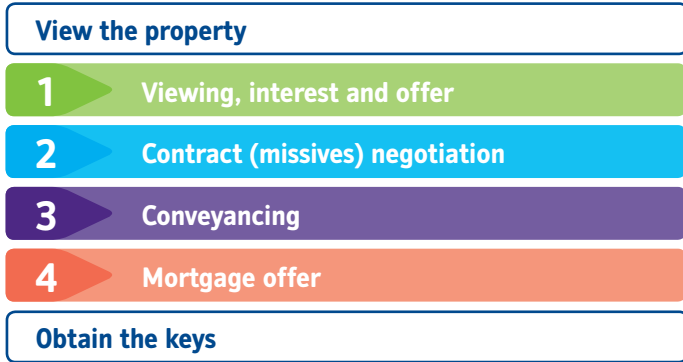 View the property
1 Viewing, interest and offer
2 Contract (missives) negotiation
3 Conveyancing
4 Mortgage offer
Obtain the keys